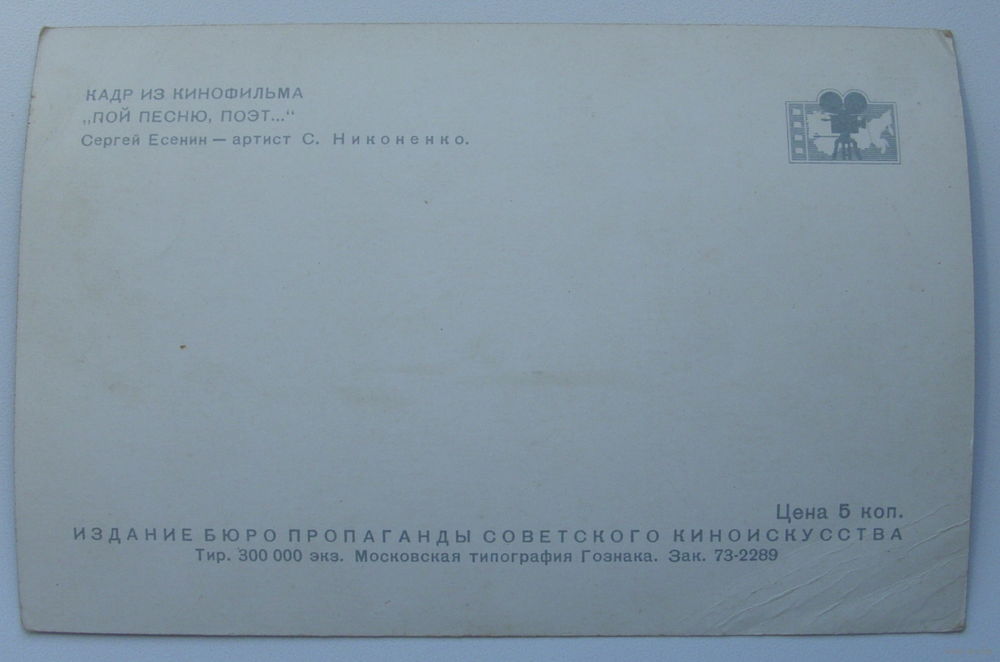 КАДР ИЗ КИНОФИЛЬМА
„ПОЙ ПЕСНЮ, ПОЭТ..."
Сергей Есенин — артист С. Никоненко.
Цена 5 коп.
ИЗДАНИЕ БЮРО ПРОПАГАНДЫ СОВЕТСКОГО КИНОИСКУССТВА
Тир. 300 000 экз. Московская типография Гознака. Зак. 73-2289